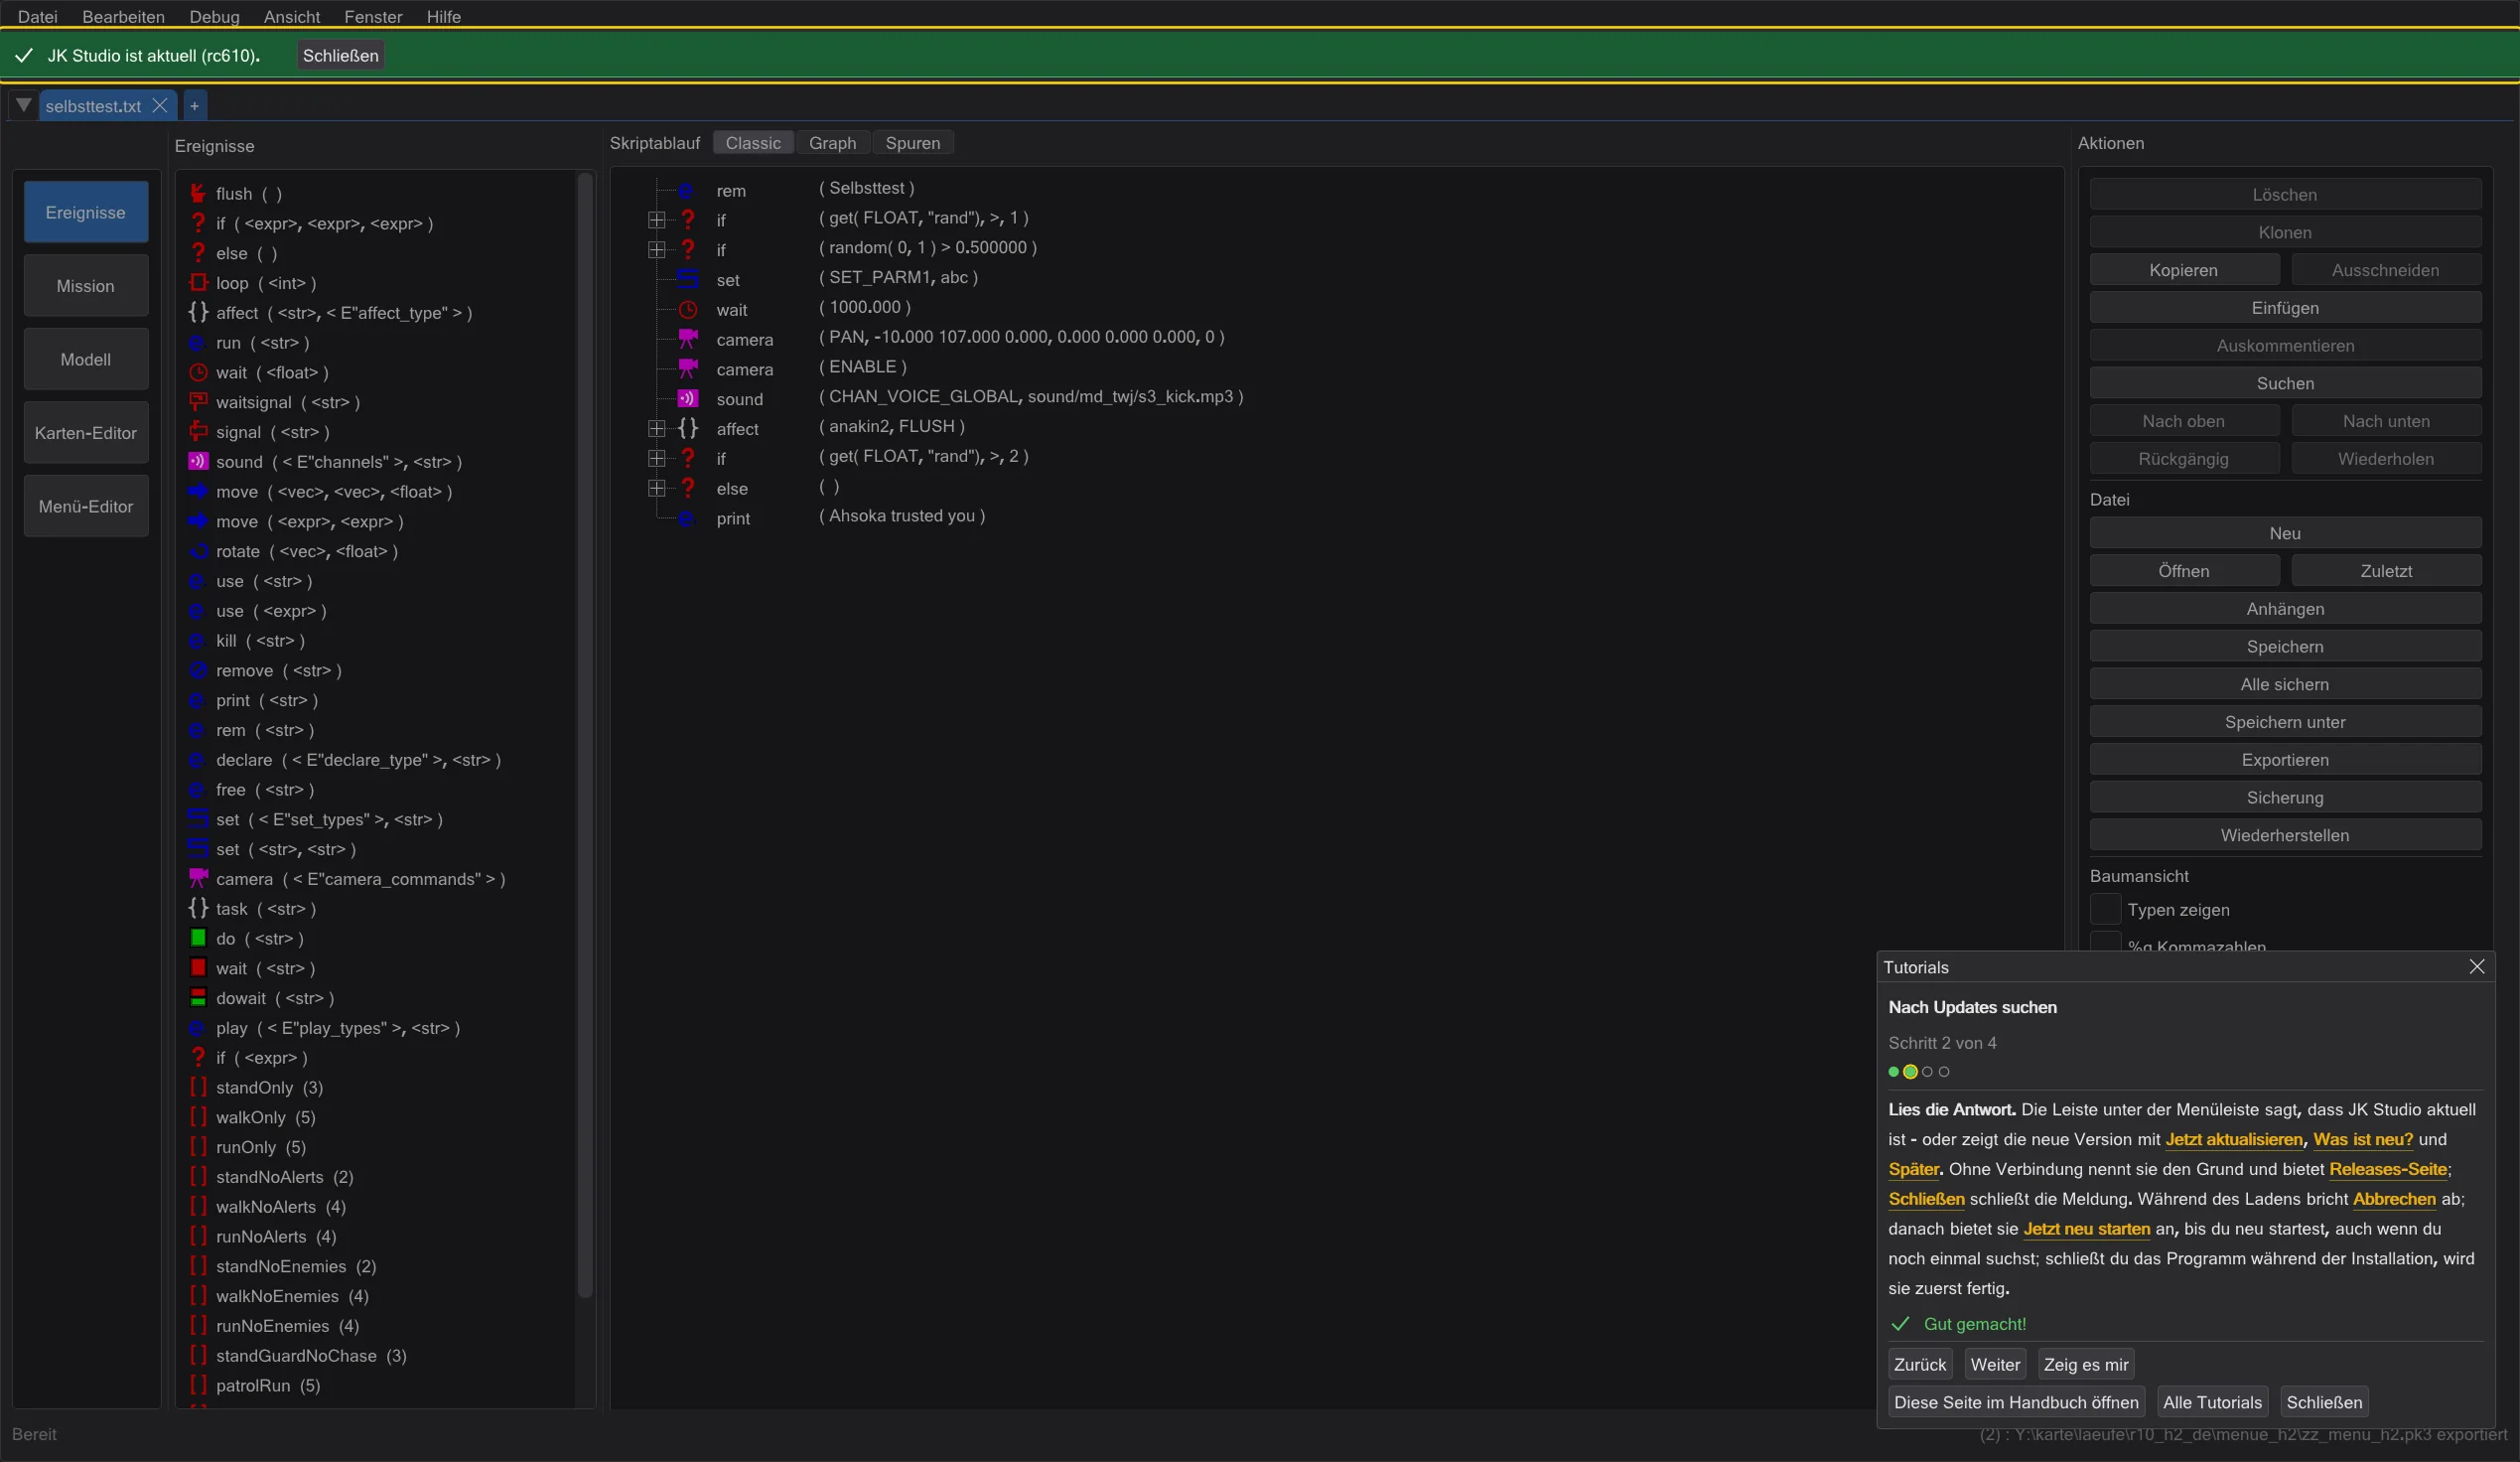 Datei Bearbeiten Debug Ansicht Fenster Hilfe
JK Studio ist aktuell (rc610). Schließen
selbsttest.txt +
Ereignisse
Mission
Modell
Karten-Editor
Menü-Editor
Ereignisse
flush ( )
if ( <expr>, <expr>, <expr> )
else ( )
loop ( <int> )
affect ( <str>, < E"affect_type" > )
run ( <str> )
wait ( <float> )
waitsignal ( <str> )
signal ( <str> )
sound ( < E"channels" >, <str> )
move ( <vec>, <vec>, <float> )
move ( <expr>, <expr> )
rotate ( <vec>, <float> )
use ( <str> )
use ( <expr> )
kill ( <str> )
remove ( <str> )
print ( <str> )
rem ( <str> )
declare ( < E"declare_type" >, <str> )
free ( <str> )
set ( < E"set_types" >, <str> )
set ( <str>, <str> )
camera ( < E"camera_commands" > )
task ( <str> )
do ( <str> )
wait ( <str> )
dowait ( <str> )
play ( < E"play_types" >, <str> )
if ( <expr> )
standOnly (3)
walkOnly (5)
runOnly (5)
standNoAlerts (2)
walkNoAlerts (4)
runNoAlerts (4)
standNoEnemies (2)
walkNoEnemies (4)
runNoEnemies (4)
standGuardNoChase (3)
patrolRun (5)
Skriptablauf Classic Graph Spuren
rem ( Selbsttest )
if ( get( FLOAT, "rand"), >, 1 )
if ( random( 0, 1 ) > 0.500000 )
set ( SET_PARM1, abc )
wait ( 1000.000 )
camera ( PAN, -10.000 107.000 0.000, 0.000 0.000 0.000, 0 )
camera ( ENABLE )
sound ( CHAN_VOICE_GLOBAL, sound/md_twj/s3_kick.mp3 )
affect ( anakin2, FLUSH )
if ( get( FLOAT, "rand"), >, 2 )
else ( )
print ( Ahsoka trusted you )
Aktionen
Löschen
Klonen
Kopieren Ausschneiden
Einfügen
Auskommentieren
Suchen
Nach oben Nach unten
Rückgängig Wiederholen
Datei
Neu
Öffnen Zuletzt
Anhängen
Speichern
Alle sichern
Speichern unter
Exportieren
Sicherung
Wiederherstellen
Baumansicht
Typen zeigen
%g Kommazahlen
Tutorials
Nach Updates suchen
Schritt 2 von 4
Lies die Antwort. Die Leiste unter der Menüleiste sagt, dass JK Studio aktuell
ist - oder zeigt die neue Version mit Jetzt aktualisieren, Was ist neu? und
Später. Ohne Verbindung nennt sie den Grund und bietet Releases-Seite;
Schließen schließt die Meldung. Während des Ladens bricht Abbrechen ab;
danach bietet sie Jetzt neu starten an, bis du neu startest, auch wenn du
noch einmal suchst; schließt du das Programm während der Installation, wird
sie zuerst fertig.
Gut gemacht!
Zurück Weiter Zeig es mir
Diese Seite im Handbuch öffnen Alle Tutorials Schließen
Bereit
(2) : Y:\karte\laeufe\r10_h2_de\menue_h2\zz_menu_h2.pk3 exportiert